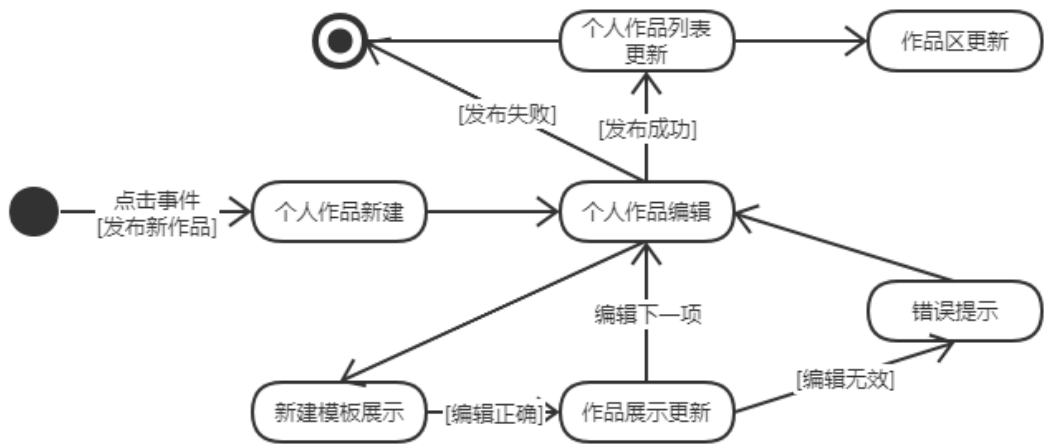 个人作品列表
更新
作品区更新
[发布失败]
[发布成功]
点击事件
[发布新作品]
个人作品新建
个人作品编辑
编辑下一项
错误提示
[编辑无效]
新建模板展示
[编辑正确]
作品展示更新